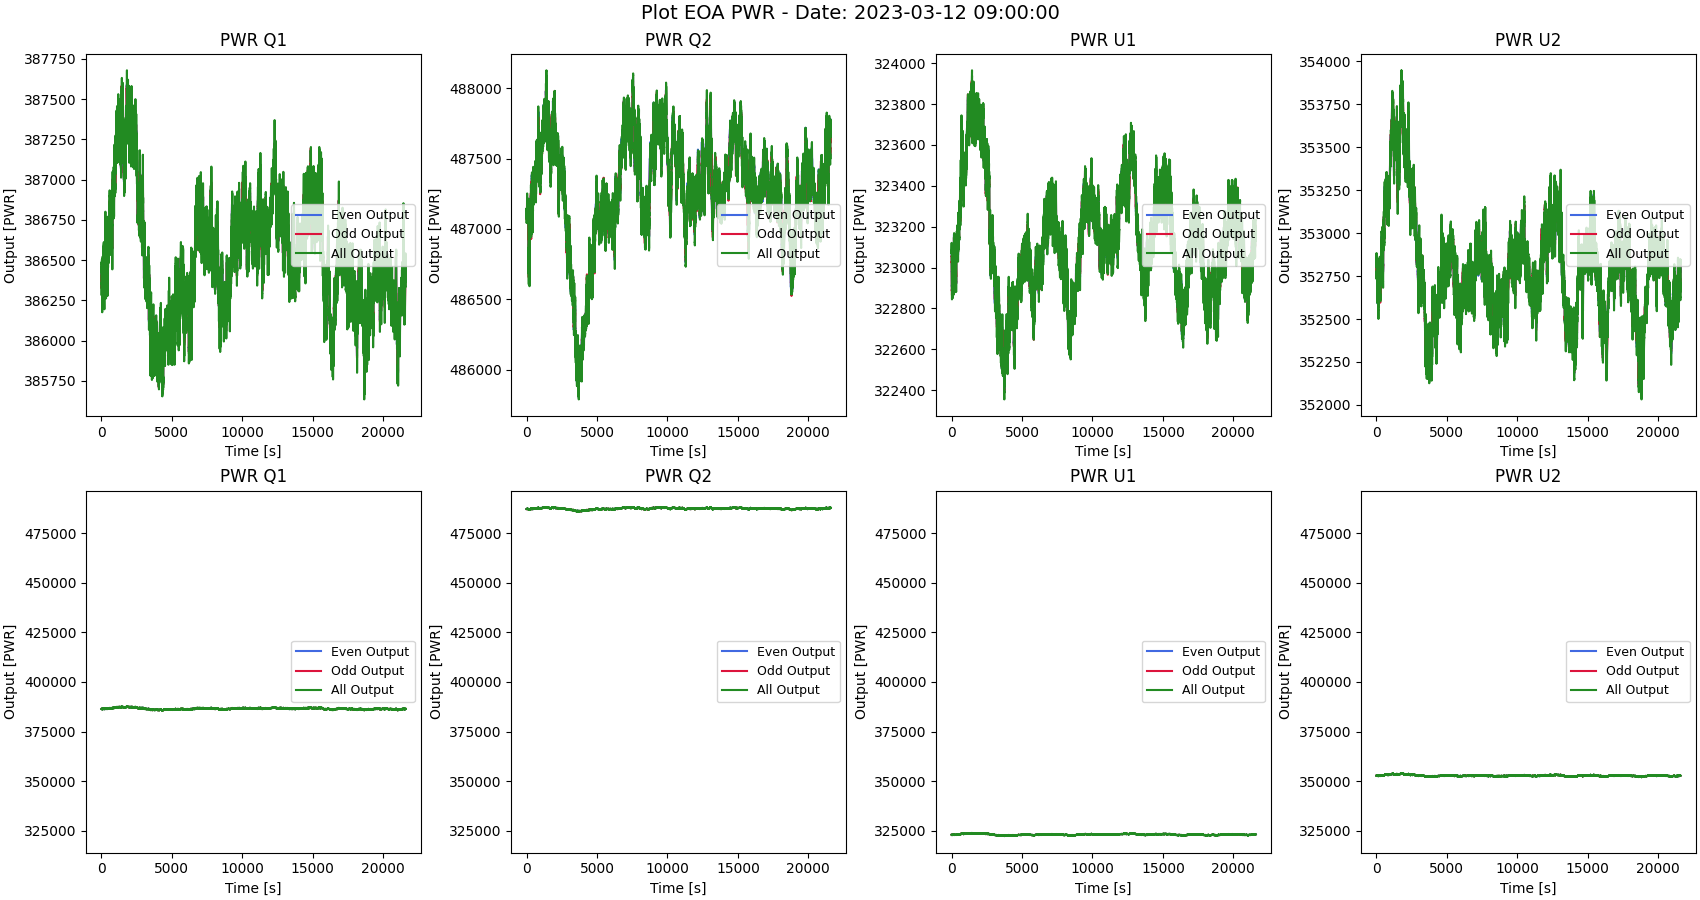 Plot EOA PWR - Date: 2023-03-12 09:00:00
PWR Q1
387750
387500
387250
387000
386750
386500
386250
386000
385750
Output [PWR]
0
5000
10000
15000
20000
Time [s]
Even Output
Odd Output
All Output
PWR Q2
488000
487500
487000
486500
486000
Output [PWR]
0
5000
10000
15000
20000
Time [s]
Even Output
Odd Output
All Output
PWR U1
324000
323800
323600
323400
323200
323000
322800
322600
322400
Output [PWR]
0
5000
10000
15000
20000
Time [s]
Even Output
Odd Output
All Output
PWR U2
354000
353750
353500
353250
353000
352750
352500
352250
352000
Output [PWR]
0
5000
10000
15000
20000
Time [s]
Even Output
Odd Output
All Output
PWR Q1
475000
450000
425000
400000
375000
350000
325000
Output [PWR]
0
5000
10000
15000
20000
Time [s]
Even Output
Odd Output
All Output
PWR Q2
475000
450000
425000
400000
375000
350000
325000
Output [PWR]
0
5000
10000
15000
20000
Time [s]
Even Output
Odd Output
All Output
PWR U1
475000
450000
425000
400000
375000
350000
325000
Output [PWR]
0
5000
10000
15000
20000
Time [s]
Even Output
Odd Output
All Output
PWR U2
475000
450000
425000
400000
375000
350000
325000
Output [PWR]
0
5000
10000
15000
20000
Time [s]
Even Output
Odd Output
All Output